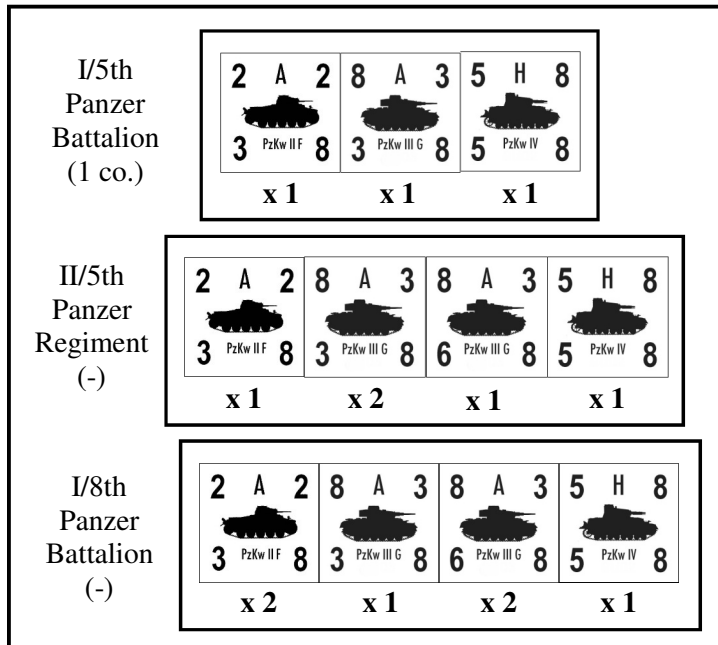 I/5th
Panzer
Battalion
(1 co.)
2 A 2 8 A 3 5 H 8
PzKw II F PzKw III G PzKw IV
3 8 3 8 5 8
x 1 x 1 x 1
II/5th
Panzer
Regiment
(-)
2 A 2 8 A 3 8 A 3 5 H 8
PzKw II F PzKw III G PzKw III G PzKw IV
3 8 3 8 6 8 5 8
x 1 x 2 x 1 x 1
I/8th
Panzer
Battalion
(-)
2 A 2 8 A 3 8 A 3 5 H 8
PzKw II F PzKw III G PzKw III G PzKw IV
3 8 3 8 6 8 5 8
x 2 x 1 x 2 x 1